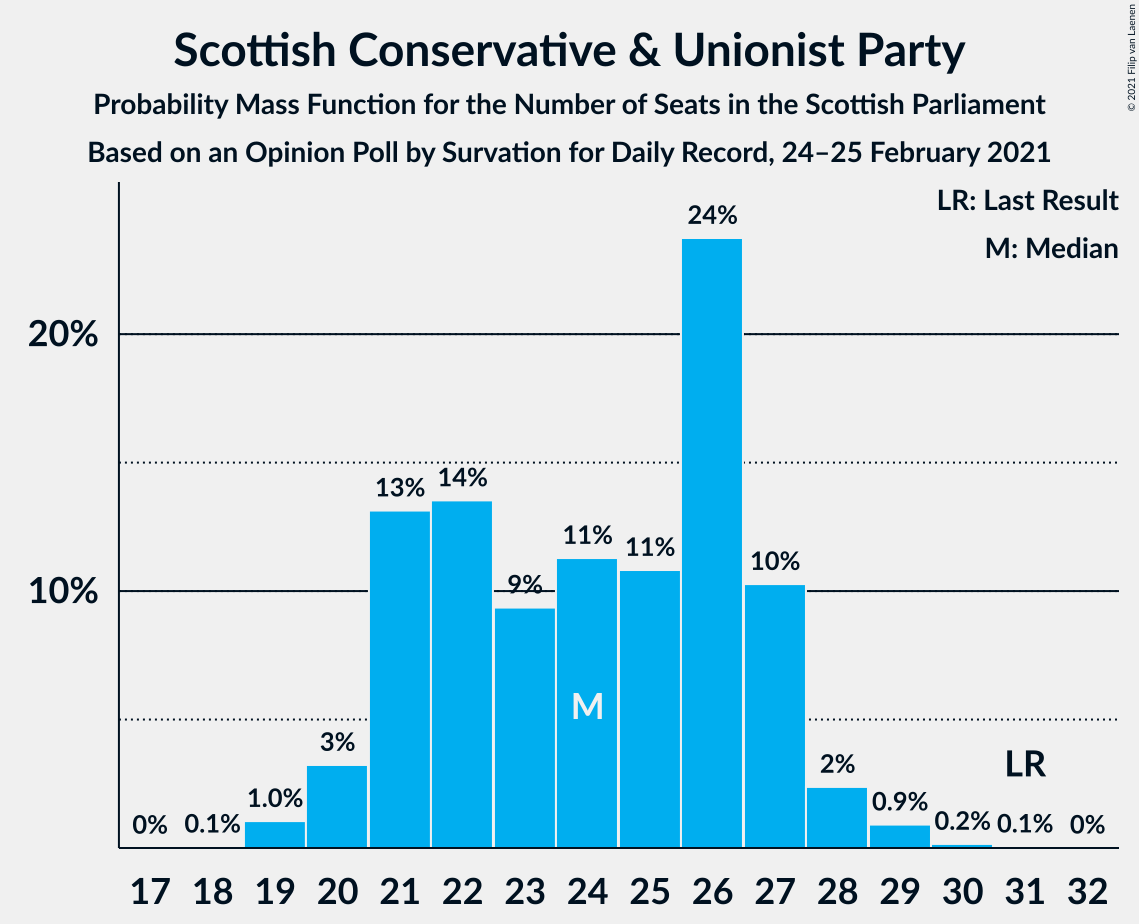 Scottish Conservative & Unionist Party
Probability Mass Function for the Number of Seats in the Scottish Parliament
Based on an Opinion Poll by Survation for Daily Record, 24–25 February 2021
© 2021 Filip van Laenen
LR: Last Result
M: Median
20%
10%
0%
0.1%
1.0%
3%
13%
14%
9%
11%
11%
24%
10%
2%
0.9%
0.2%
0.1%
0%
M
LR
17 18 19 20 21 22 23 24 25 26 27 28 29 30 31 32